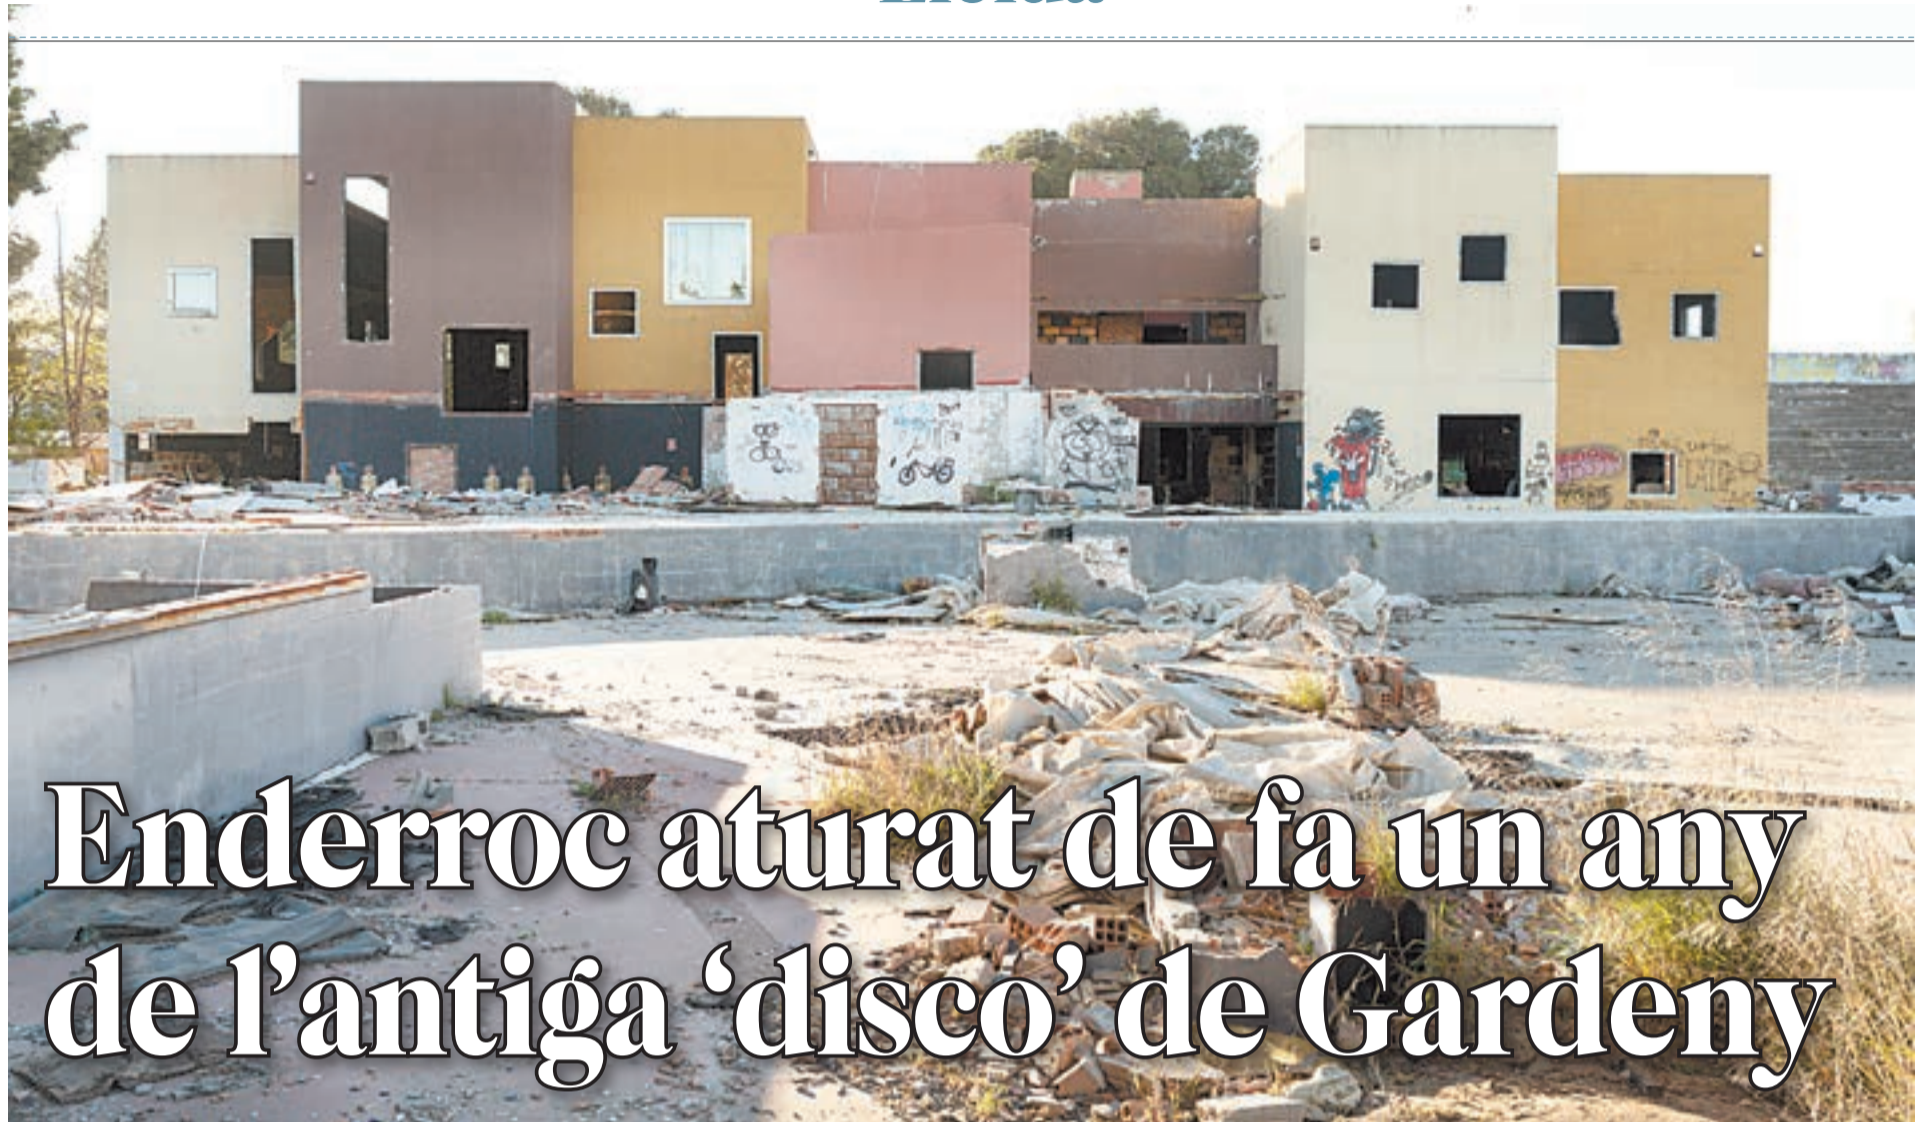 Enderroc aturat de fa un any
de l’antiga ‘disco’ de Gardeny